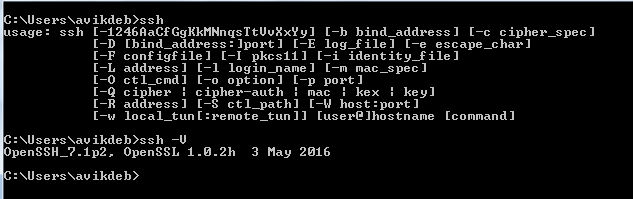 C:\Users\avikdeb>ssh
usage: ssh [-1246AaCfGgKkMNnqsTtVvXxYy] [-b bind_address] [-c cipher_spec]
           [-D [bind_address:]port] [-E log_file] [-e escape_char]
           [-F configfile] [-I pkcs11] [-i identity_file]
           [-L address] [-l login_name] [-m mac_spec]
           [-O ctl_cmd] [-o option] [-p port]
           [-Q cipher | cipher-auth | mac | kex | key]
           [-R address] [-S ctl_path] [-W host:port]
           [-w local_tun[:remote_tun]] [user@]hostname [command]
C:\Users\avikdeb>ssh -V
OpenSSH_7.1p2, OpenSSL 1.0.2h  3 May 2016
C:\Users\avikdeb>